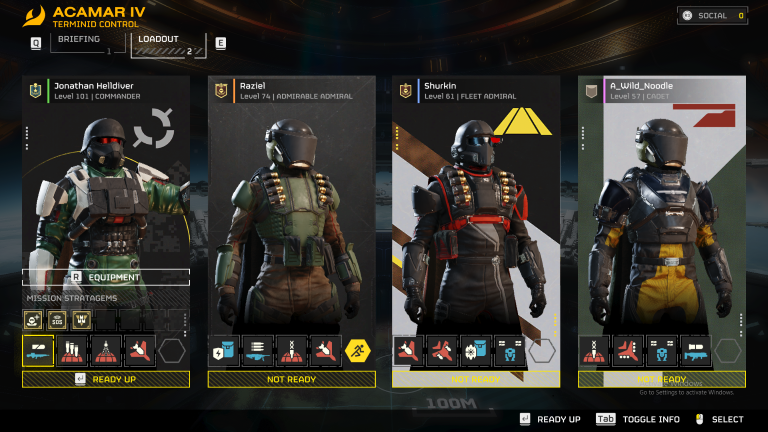 ACAMAR IV
TERMINID CONTROL
SOCIAL 0
Q BRIEFING 1 LOADOUT 2 E
Jonathan Helldiver
Level 101 | COMMANDER
Raziel
Level 74 | ADMIRABLE ADMIRAL
Shurkin
Level 61 | FLEET ADMIRAL
A_Wild_Noodle
Level 57 | CADET
R EQUIPMENT
MISSION STRATAGEMS
SOS
READY UP
NOT READY
NOT READY
NOT READY
Windows
Go to Settings to activate Windows.
100M
READY UP Tab TOGGLE INFO SELECT